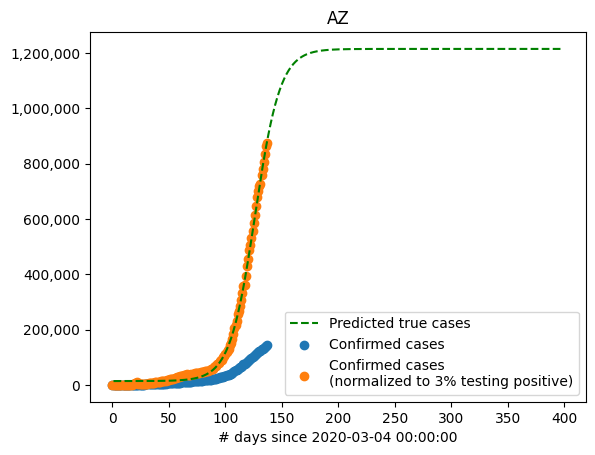 AZ
1,200,000
1,000,000
800,000
600,000
400,000
200,000
0
Predicted true cases
Confirmed cases
Confirmed cases
(normalized to 3% testing positive)
0 50 100 150 200 250 300 350 400
# days since 2020-03-04 00:00:00